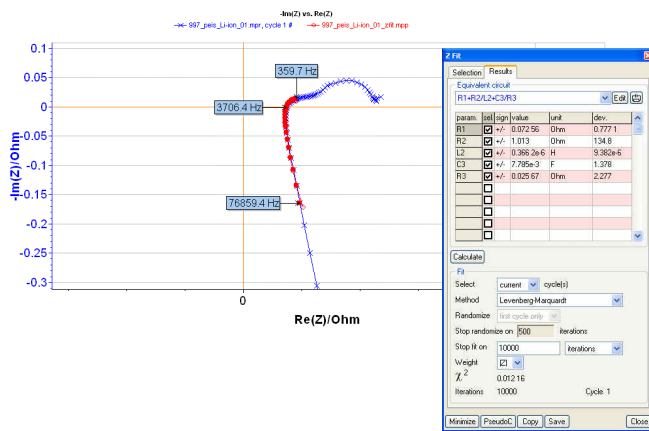 -Im(Z) vs. Re(Z)
997_peis_Li-ion_01.mpr, cycle 1 # 997_peis_Li-ion_01_zfit.mpp
0.1
0.05
0
-0.05
-0.1
-0.15
-0.2
-0.25
-0.3
-Im(Z)/Ohm
359.7 Hz
3706.4 Hz
76859.4 Hz
0
Re(Z)/Ohm
Z Fit
Selection Results
Equivalent circuit
R1+R2/L2+C3/R3 Edit
param. sel sign value unit dev.
R1 +/- 0.072 56 Ohm 0.777 1
R2 +/- 1.013 Ohm 134.8
L2 +/- 0.366 2e-6 H 9.382e-6
C3 +/- 7.785e-3 F 1.378
R3 +/- 0.025 67 Ohm 2.277
Calculate
Fit
Select current cycle(s)
Method Levenberg-Marquardt
Randomize first cycle only
Stop randomize on 500 iterations
Stop fit on 10000 iterations
Weight |Z|
χ2 0.012 16
Iterations 10000 Cycle 1
Minimize PseudoC Copy Save Close